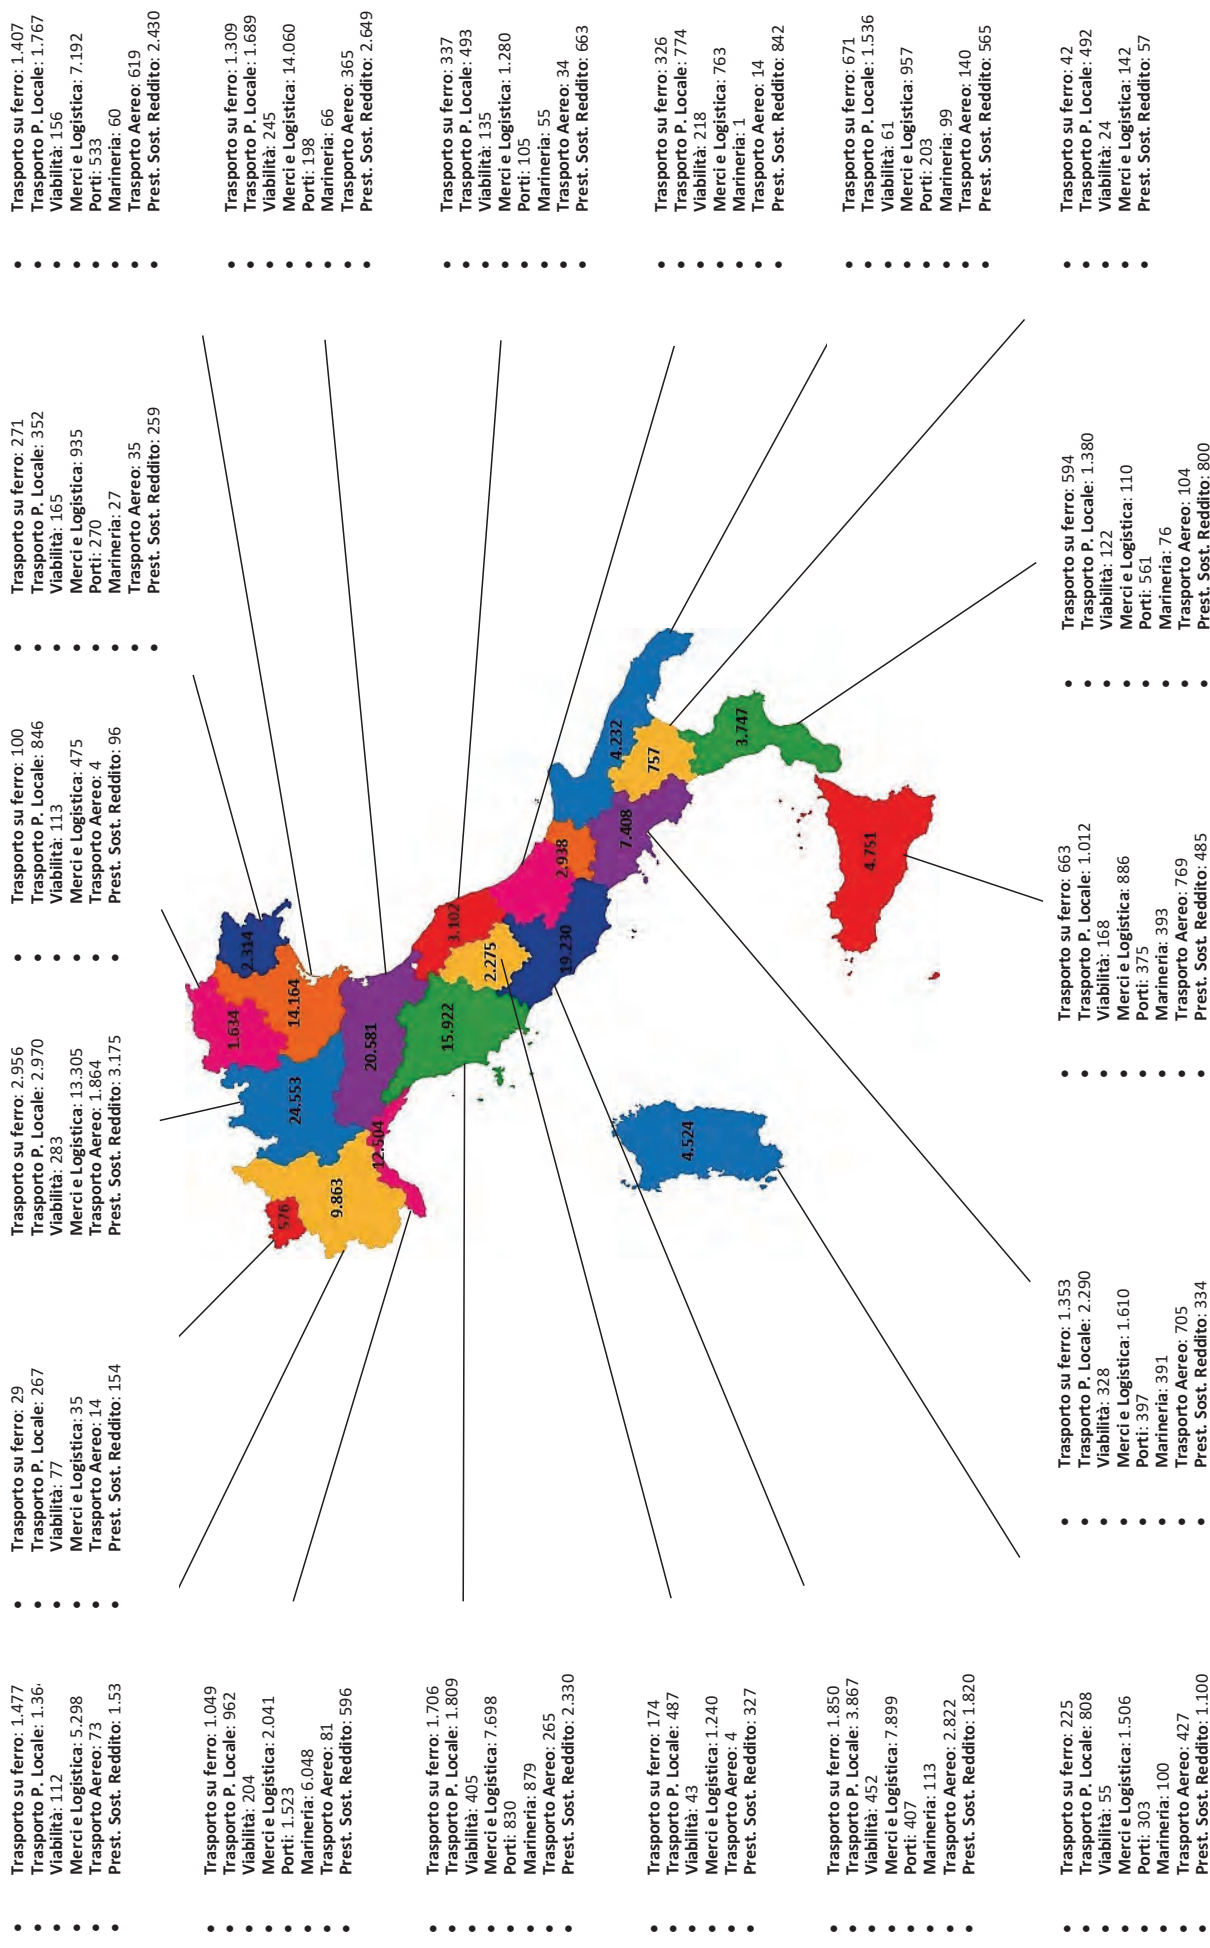 Trasporto su ferro: 1.477
Trasporto P. Locale: 1.36
Viabilità: 112
Merci e Logistica: 5.298
Trasporto Aereo: 73
Prest. Sost. Reddito: 1.53
Trasporto su ferro: 29
Trasporto P. Locale: 267
Viabilità: 77
Merci e Logistica: 35
Trasporto Aereo: 14
Prest. Sost. Reddito: 154
Trasporto su ferro: 2.956
Trasporto P. Locale: 2.970
Viabilità: 283
Merci e Logistica: 13.305
Trasporto Aereo: 1.864
Prest. Sost. Reddito: 3.175
Trasporto su ferro: 100
Trasporto P. Locale: 846
Viabilità: 113
Merci e Logistica: 475
Trasporto Aereo: 4
Prest. Sost. Reddito: 96
Trasporto su ferro: 271
Trasporto P. Locale: 352
Viabilità: 165
Merci e Logistica: 935
Porti: 270
Marineria: 27
Trasporto Aereo: 35
Prest. Sost. Reddito: 259
Trasporto su ferro: 1.407
Trasporto P. Locale: 1.767
Viabilità: 156
Merci e Logistica: 7.192
Porti: 533
Marineria: 60
Trasporto Aereo: 619
Prest. Sost. Reddito: 2.430
Trasporto su ferro: 1.049
Trasporto P. Locale: 962
Viabilità: 204
Merci e Logistica: 2.041
Porti: 1.523
Marineria: 6.048
Trasporto Aereo: 81
Prest. Sost. Reddito: 596
Trasporto su ferro: 1.309
Trasporto P. Locale: 1.689
Viabilità: 245
Merci e Logistica: 14.060
Porti: 198
Marineria: 66
Trasporto Aereo: 365
Prest. Sost. Reddito: 2.649
1.634
2.314
576
24.553
14.164
9.863
12.504
20.581
15.922
3.102
2.275
19.230
2.938
4.232
7.408
757
4.524
3.747
4.751
Trasporto su ferro: 1.706
Trasporto P. Locale: 1.809
Viabilità: 405
Merci e Logistica: 7.698
Porti: 830
Marineria: 879
Trasporto Aereo: 265
Prest. Sost. Reddito: 2.330
Trasporto su ferro: 337
Trasporto P. Locale: 493
Viabilità: 135
Merci e Logistica: 1.280
Porti: 105
Marineria: 55
Trasporto Aereo: 34
Prest. Sost. Reddito: 663
Trasporto su ferro: 174
Trasporto P. Locale: 487
Viabilità: 43
Merci e Logistica: 1.240
Trasporto Aereo: 4
Prest. Sost. Reddito: 327
Trasporto su ferro: 326
Trasporto P. Locale: 774
Viabilità: 218
Merci e Logistica: 763
Marineria: 1
Trasporto Aereo: 14
Prest. Sost. Reddito: 842
Trasporto su ferro: 1.850
Trasporto P. Locale: 3.867
Viabilità: 452
Merci e Logistica: 7.899
Porti: 407
Marineria: 113
Trasporto Aereo: 2.822
Prest. Sost. Reddito: 1.820
Trasporto su ferro: 671
Trasporto P. Locale: 1.536
Viabilità: 61
Merci e Logistica: 957
Porti: 203
Marineria: 99
Trasporto Aereo: 140
Prest. Sost. Reddito: 565
Trasporto su ferro: 225
Trasporto P. Locale: 808
Viabilità: 55
Merci e Logistica: 1.506
Porti: 303
Marineria: 100
Trasporto Aereo: 427
Prest. Sost. Reddito: 1.100
Trasporto su ferro: 1.353
Trasporto P. Locale: 2.290
Viabilità: 328
Merci e Logistica: 1.610
Porti: 397
Marineria: 391
Trasporto Aereo: 705
Prest. Sost. Reddito: 334
Trasporto su ferro: 663
Trasporto P. Locale: 1.012
Viabilità: 168
Merci e Logistica: 886
Porti: 375
Marineria: 393
Trasporto Aereo: 769
Prest. Sost. Reddito: 485
Trasporto su ferro: 594
Trasporto P. Locale: 1.380
Viabilità: 122
Merci e Logistica: 110
Porti: 561
Marineria: 76
Trasporto Aereo: 104
Prest. Sost. Reddito: 800
Trasporto su ferro: 42
Trasporto P. Locale: 492
Viabilità: 24
Merci e Logistica: 142
Prest. Sost. Reddito: 57